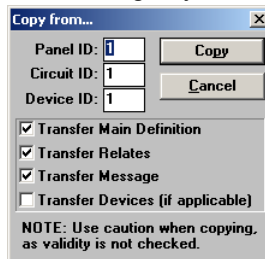 Copy from...
Panel ID: 1
Copy
Circuit ID: 1
Cancel
Device ID: 1
Transfer Main Definition
Transfer Relates
Transfer Message
Transfer Devices (if applicable)
NOTE: Use caution when copying,
as validity is not checked.